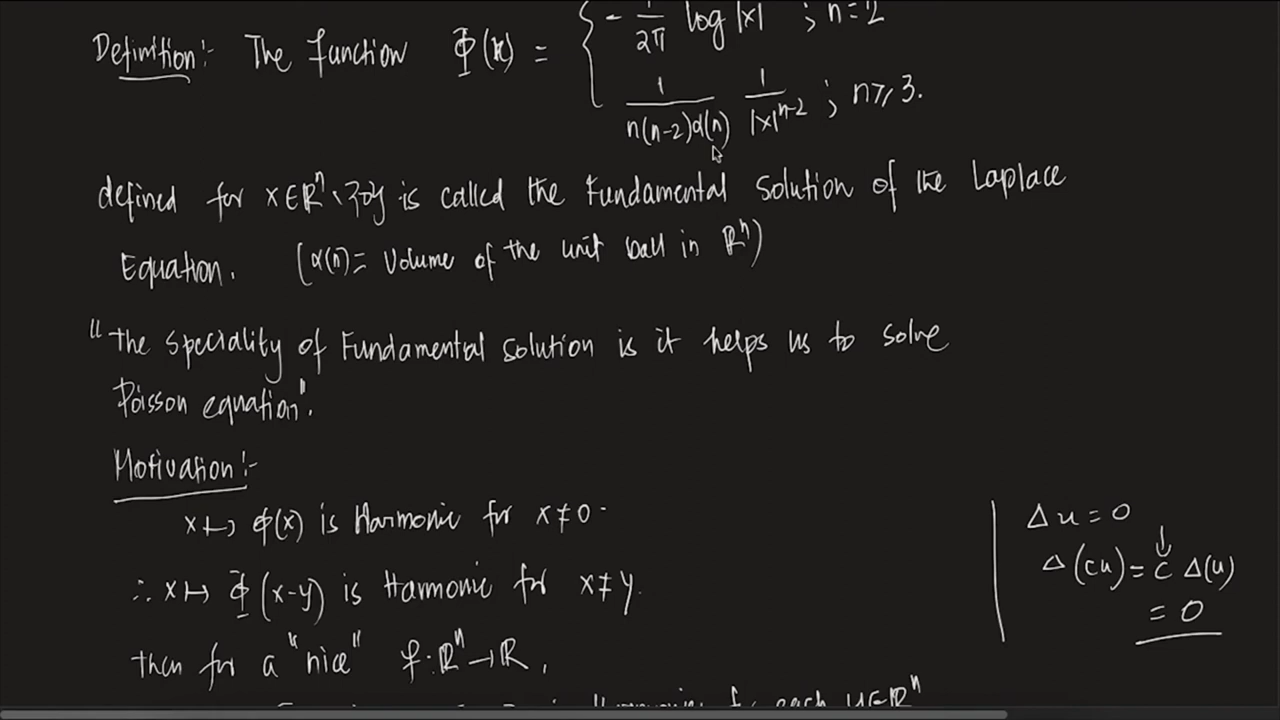 Definition:- The function Φ(x) = { - 1/2π log|x| ; n=2
1/n(n-2)α(n) 1/|x|^{n-2} ; n≥3.
defined for x∈ℝⁿ∖{0} is called the Fundamental solution of the Laplace
Equation. (α(n)= Volume of the unit ball in ℝⁿ)
"The speciality of Fundamental solution is it helps us to solve
Poisson equation".
Motivation:-
x↦ ϕ(x) is Harmonic for x≠0.
∴ x↦ Φ(x-y) is Harmonic for x≠y.
then for a "nice" f:ℝⁿ→ℝ,
for each y∈ℝⁿ
Δu=0
Δ(cu)= c Δ(u)
= 0